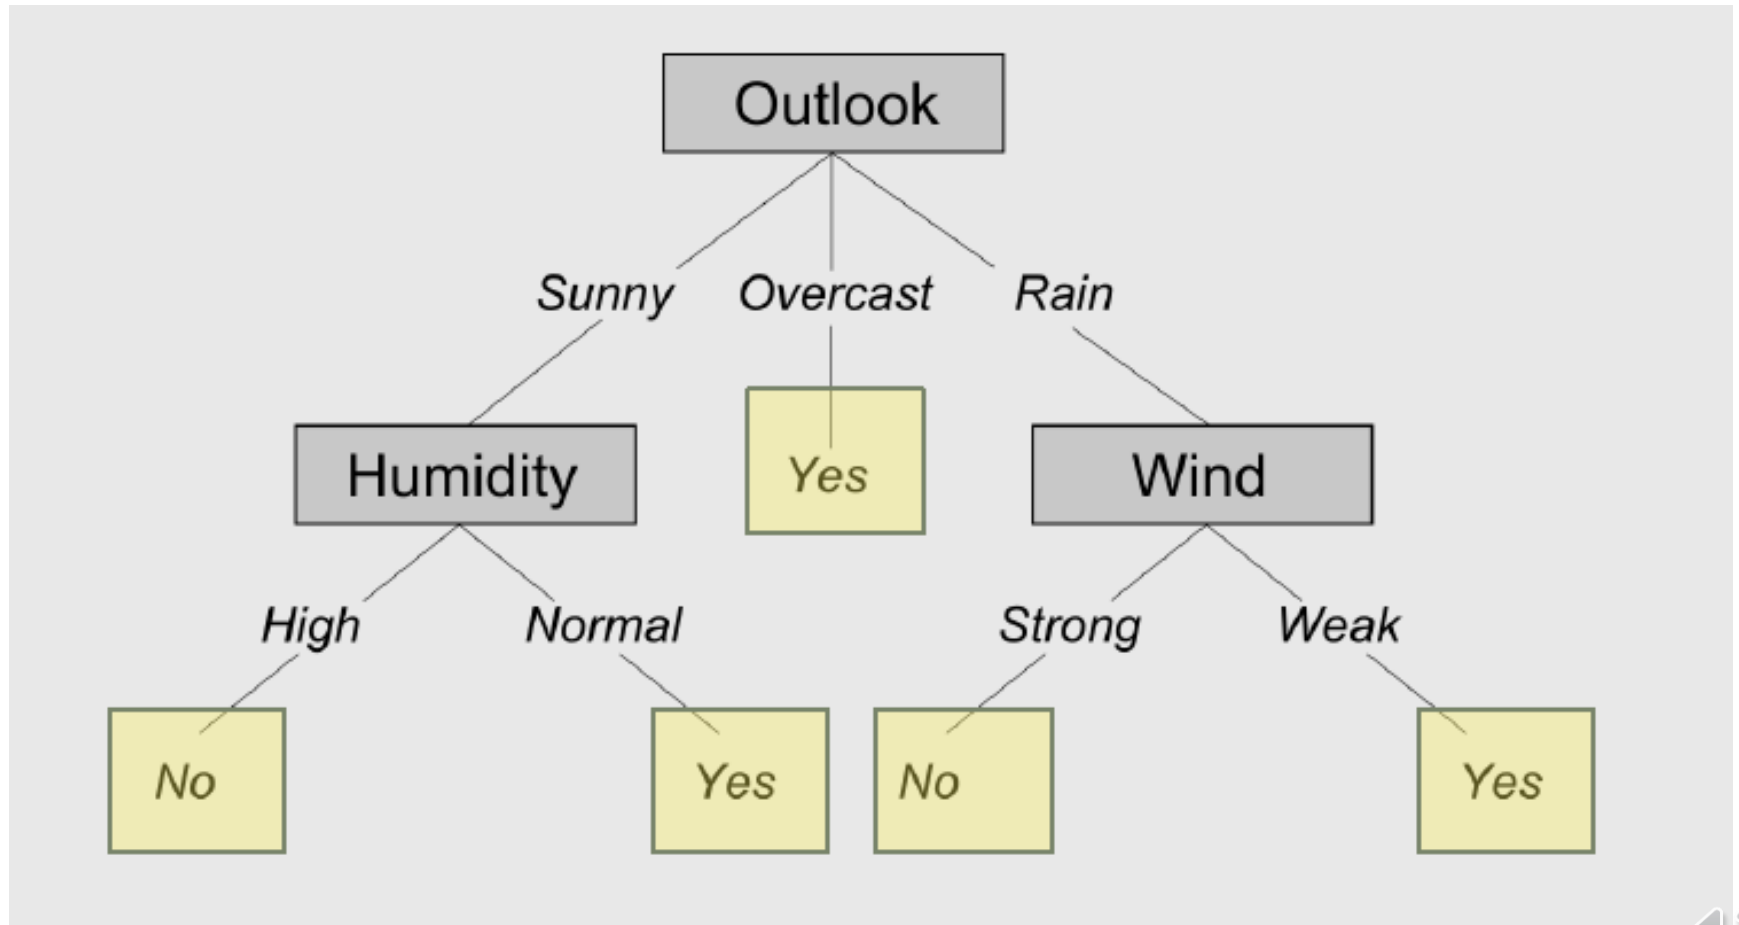 Outlook
Sunny Overcast Rain
Humidity Yes Wind
High Normal Strong Weak
No Yes No Yes